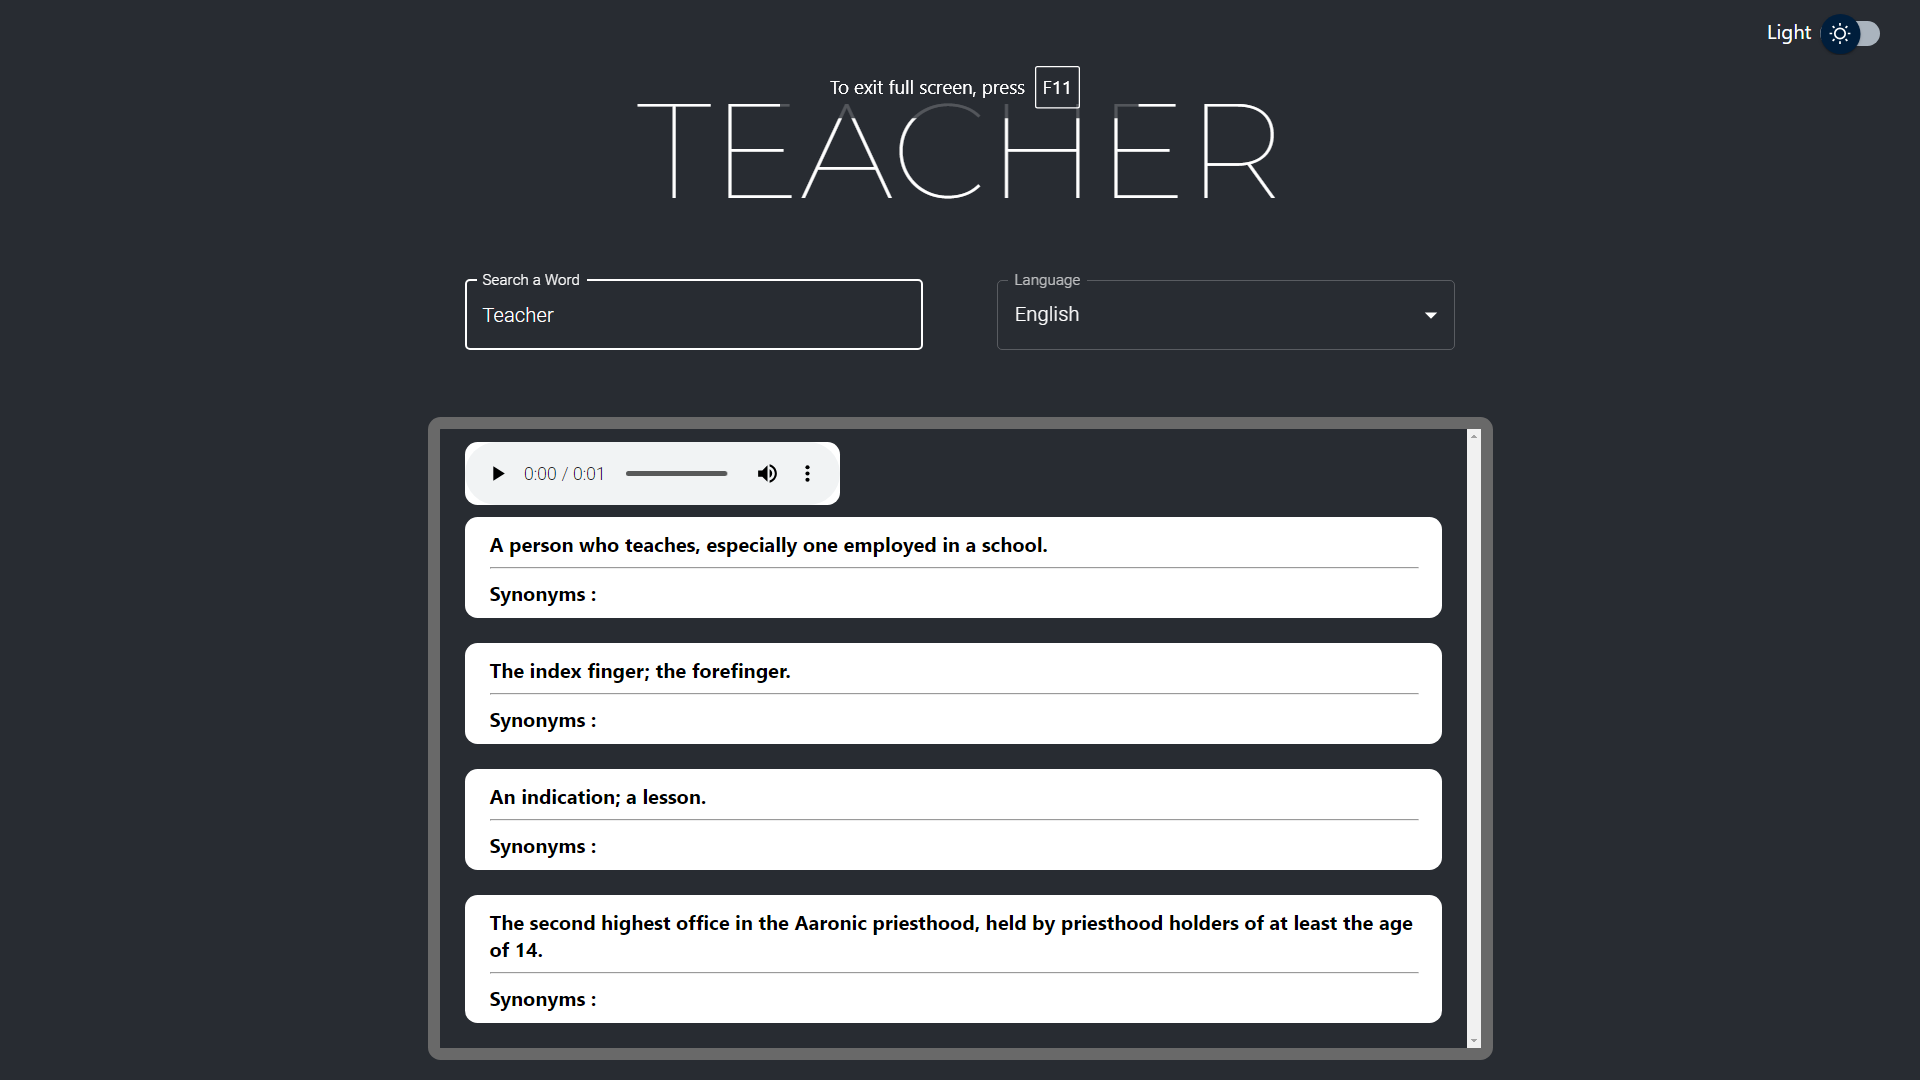 Light
To exit full screen, press F11
TEACHER
Search a Word
Teacher
Language
English
0:00 / 0:01
A person who teaches, especially one employed in a school.
Synonyms :
The index finger; the forefinger.
Synonyms :
An indication; a lesson.
Synonyms :
The second highest office in the Aaronic priesthood, held by priesthood holders of at least the age
of 14.
Synonyms :